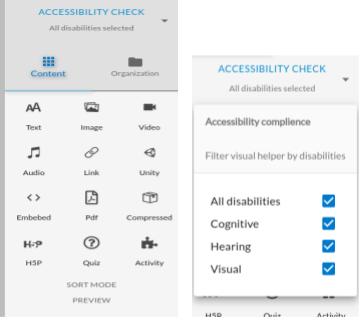 ACCESSIBILITY CHECK
All disabilities selected
Content
Organization
AA
Text
Image
Video
Audio
Link
Unity
Embebed
Pdf
Compressed
H-P
H5P
Quiz
Activity
SORT MODE
PREVIEW
ACCESSIBILITY CHECK
All disabilities selected
Accessibility complience
Filter visual helper by disabilities
All disabilities
Cognitive
Hearing
Visual
H5P
Quiz
Activity